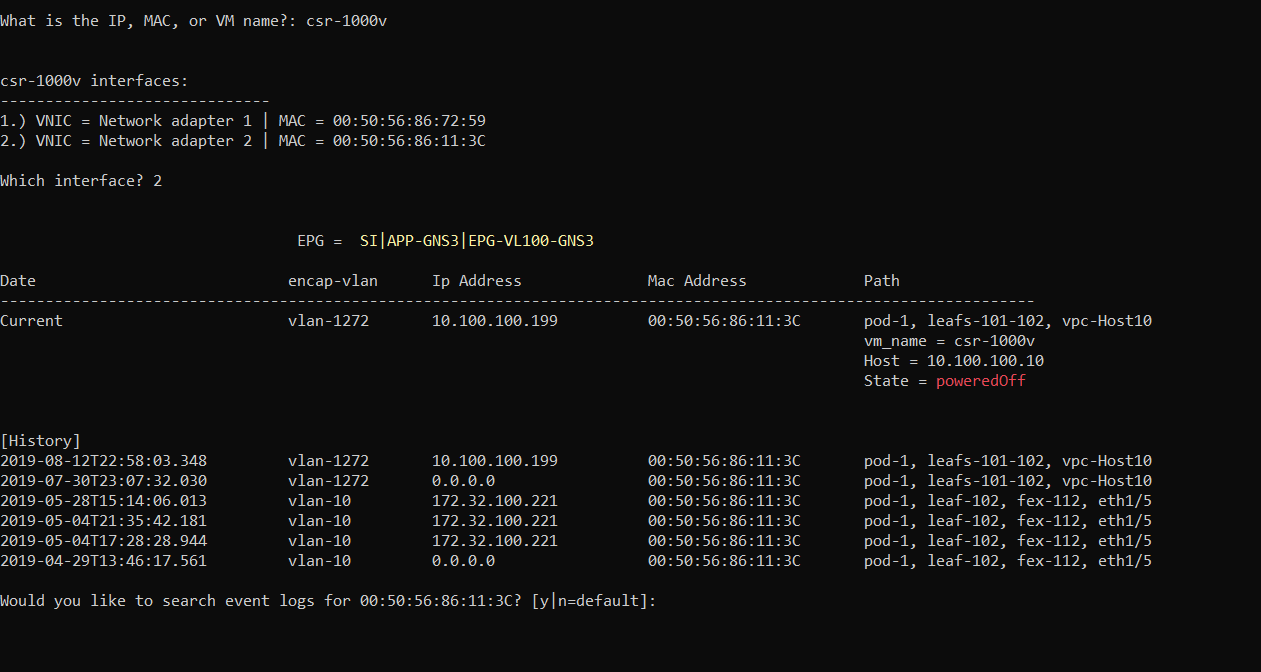 What is the IP, MAC, or VM name?: csr-1000v
csr-1000v interfaces:
------------------------------
1.) VNIC = Network adapter 1 | MAC = 00:50:56:86:72:59
2.) VNIC = Network adapter 2 | MAC = 00:50:56:86:11:3C
Which interface? 2
EPG =  SI|APP-GNS3|EPG-VL100-GNS3
Date                            encap-vlan      Ip Address              Mac Address             Path
-------------------------------------------------------------------------------------------------------------------
Current                         vlan-1272       10.100.100.199          00:50:56:86:11:3C       pod-1, leafs-101-102, vpc-Host10
vm_name = csr-1000v
Host = 10.100.100.10
State = poweredOff
[History]
2019-08-12T22:58:03.348         vlan-1272       10.100.100.199          00:50:56:86:11:3C       pod-1, leafs-101-102, vpc-Host10
2019-07-30T23:07:32.030         vlan-1272       0.0.0.0                 00:50:56:86:11:3C       pod-1, leafs-101-102, vpc-Host10
2019-05-28T15:14:06.013         vlan-10         172.32.100.221          00:50:56:86:11:3C       pod-1, leaf-102, fex-112, eth1/5
2019-05-04T21:35:42.181         vlan-10         172.32.100.221          00:50:56:86:11:3C       pod-1, leaf-102, fex-112, eth1/5
2019-05-04T17:28:28.944         vlan-10         172.32.100.221          00:50:56:86:11:3C       pod-1, leaf-102, fex-112, eth1/5
2019-04-29T13:46:17.561         vlan-10         0.0.0.0                 00:50:56:86:11:3C       pod-1, leaf-102, fex-112, eth1/5
Would you like to search event logs for 00:50:56:86:11:3C? [y|n=default]: